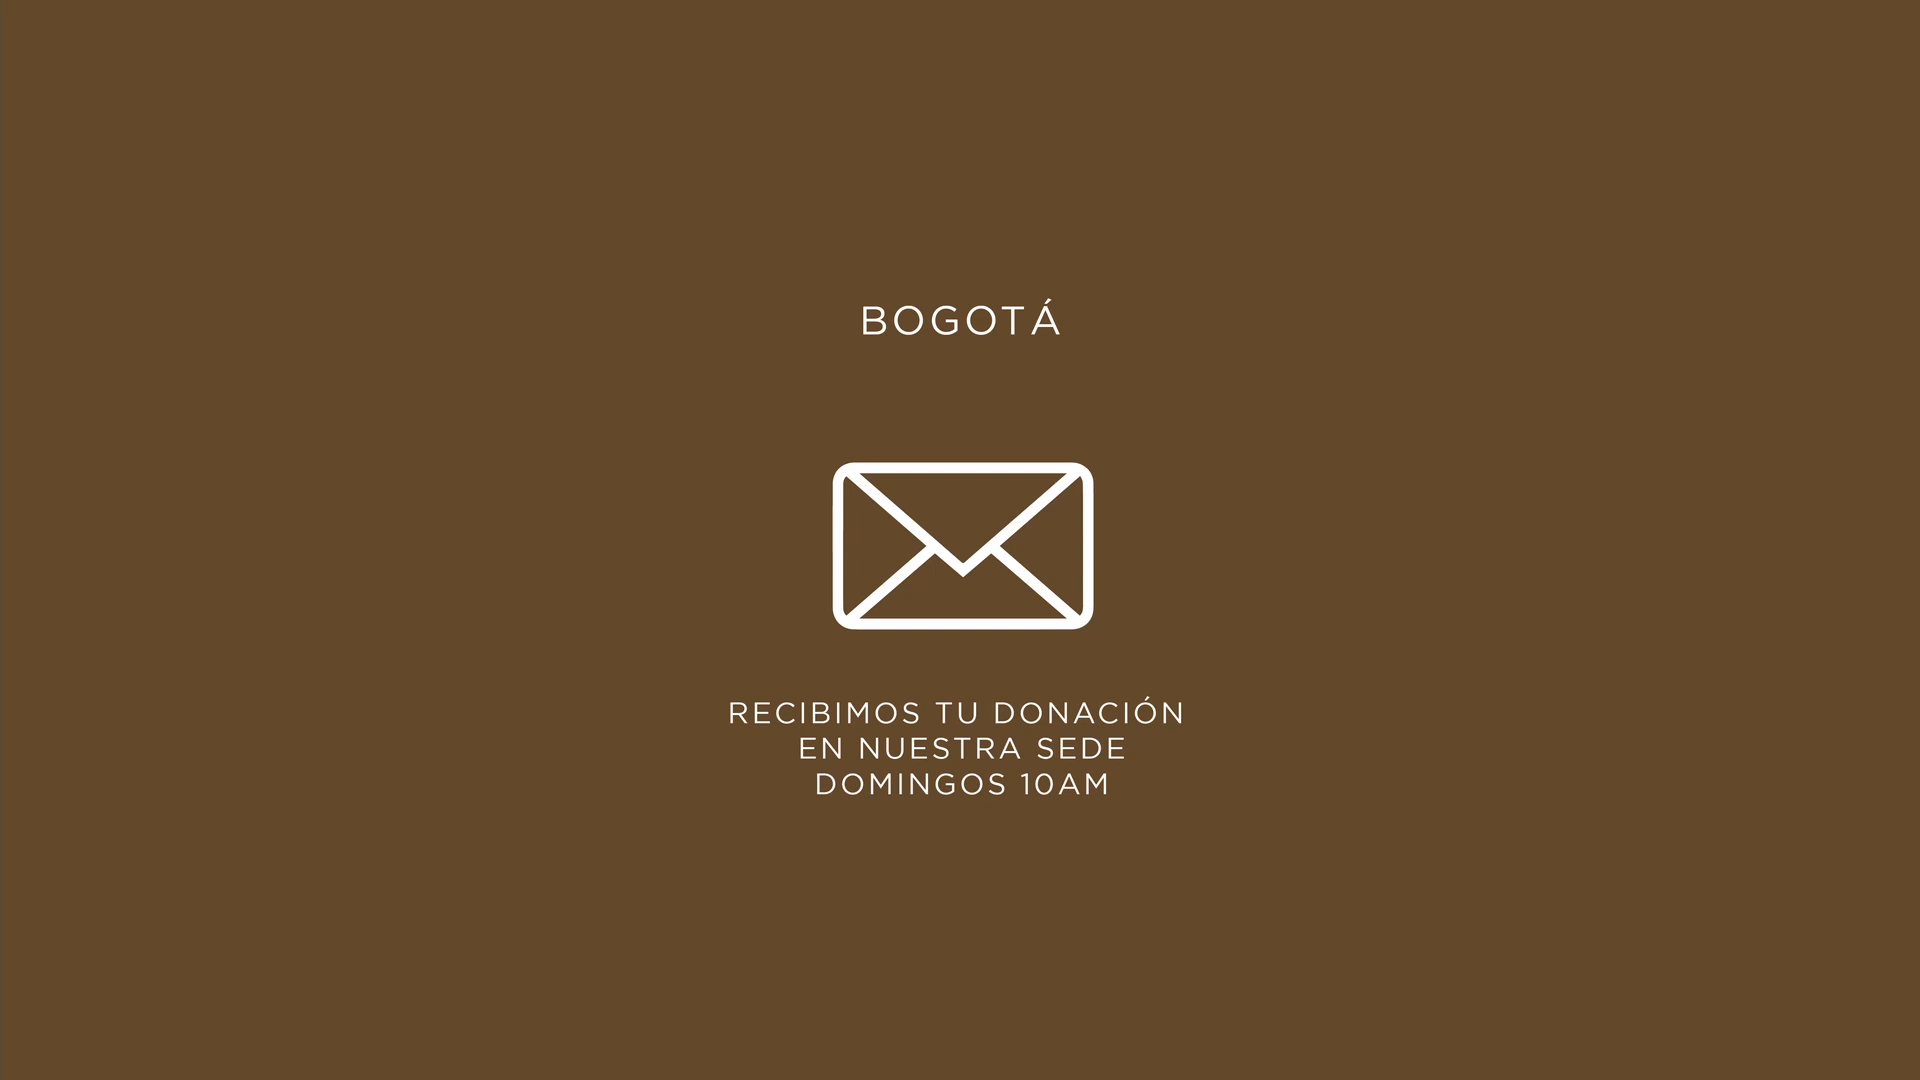 BOGOTÁ
RECIBIMOS TU DONACIÓN
EN NUESTRA SEDE
DOMINGOS 10AM